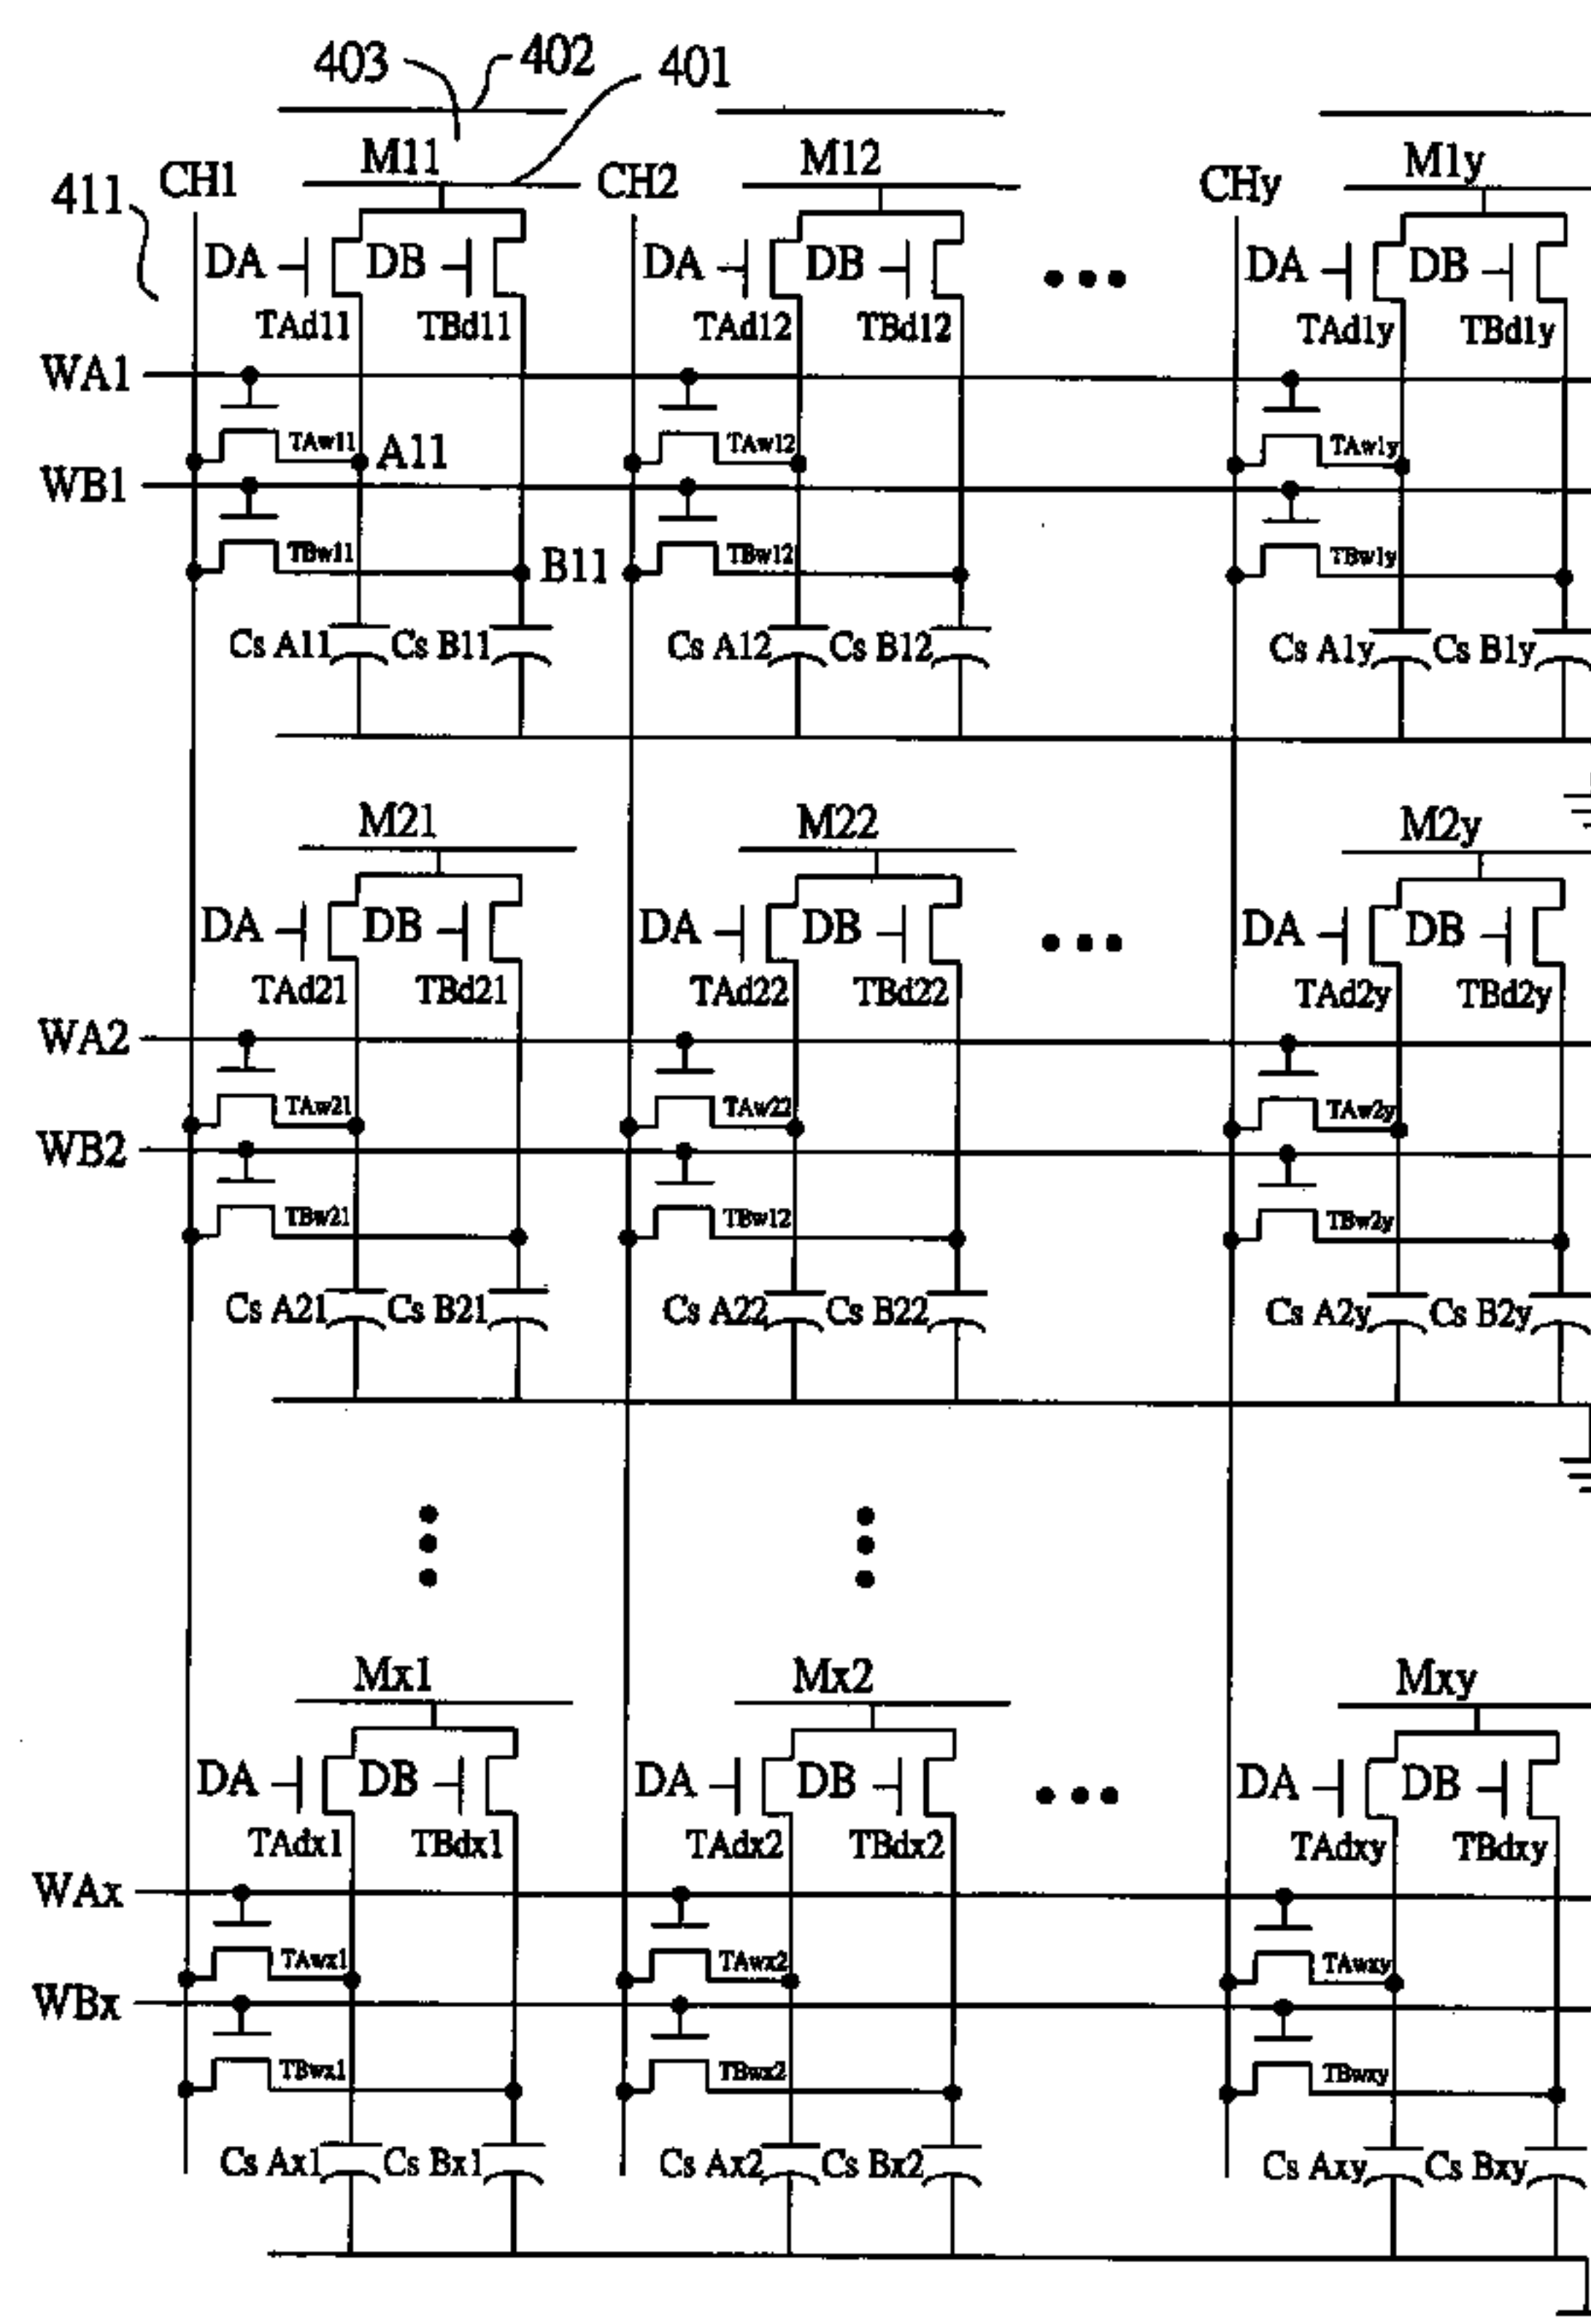 403 402 401
M11 M12 M1y
411 CH1 CH2 CHy
DA DB DA DB DA DB
TAd11 TBd11 TAd12 TBd12 TAd1y TBd1y
WA1
TAw11 A11 TAw12 TAw1y
WB1
TBw11 B11 TBw12 TBw1y
Cs A11 Cs B11 Cs A12 Cs B12 Cs A1y Cs B1y
M21 M22 M2y
DA DB DA DB DA DB
TAd21 TBd21 TAd22 TBd22 TAd2y TBd2y
WA2
TAw21 TAw22 TAw2y
WB2
TBw21 TBw12 TBw2y
Cs A21 Cs B21 Cs A22 Cs B22 Cs A2y Cs B2y
Mx1 Mx2 Mxy
DA DB DA DB DA DB
TAdx1 TBdx1 TAdx2 TBdx2 TAdxy TBdxy
WAx
TAwx1 TAwx2 TAwxy
WBx
TBwx1 TBwx2 TBwxy
Cs Ax1 Cs Bx1 Cs Ax2 Cs Bx2 Cs Axy Cs Bxy